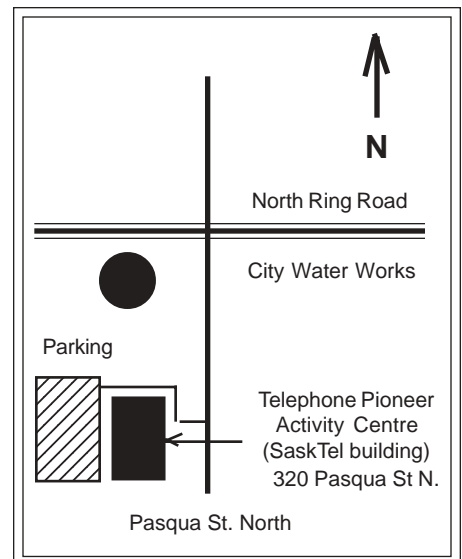 N
North Ring Road
City Water Works
Parking
Telephone Pioneer
Activity Centre
(SaskTel building)
320 Pasqua St N.
Pasqua St. North